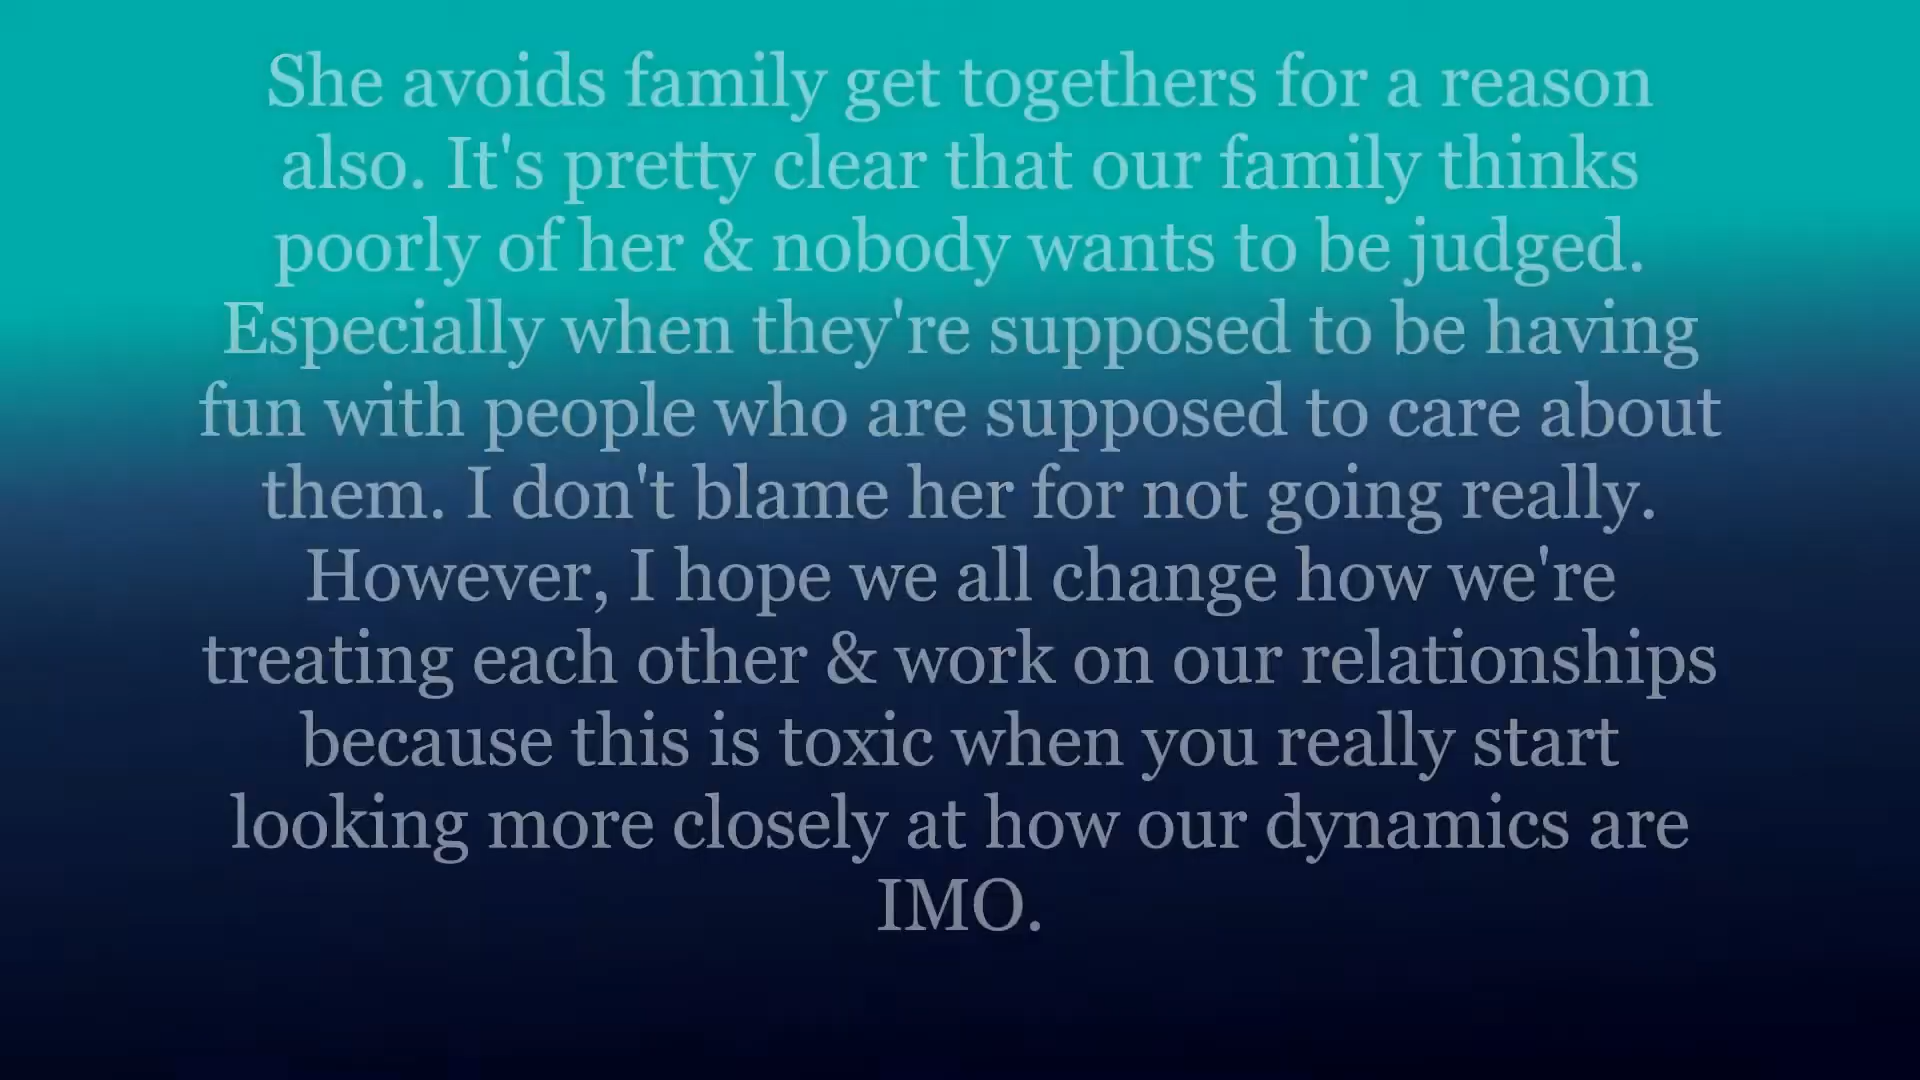 She avoids family get togethers for a reason
also. It's pretty clear that our family thinks
poorly of her & nobody wants to be judged.
Especially when they're supposed to be having
fun with people who are supposed to care about
them. I don't blame her for not going really.
However, I hope we all change how we're
treating each other & work on our relationships
because this is toxic when you really start
looking more closely at how our dynamics are
IMO.